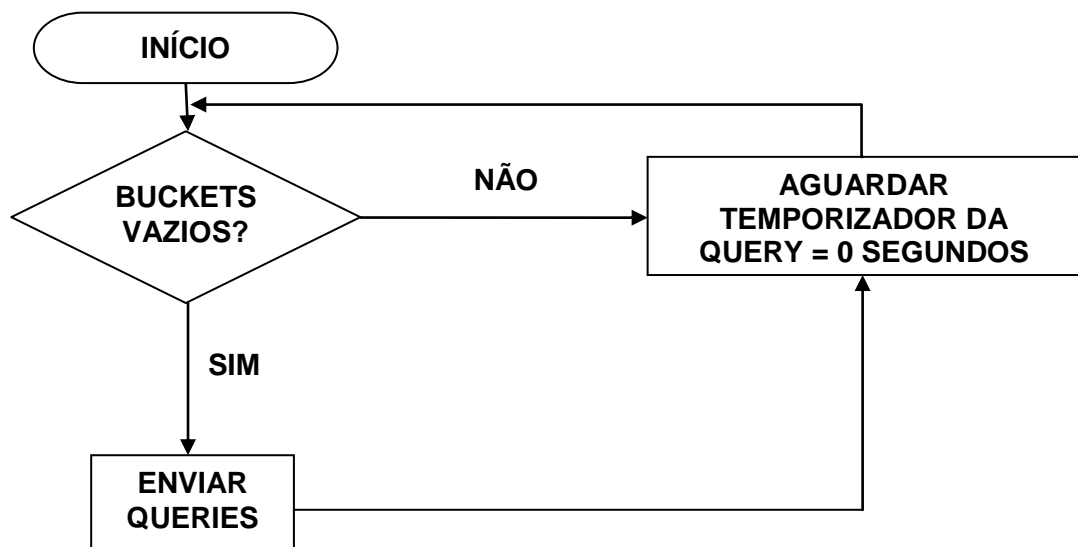 INÍCIO
BUCKETS
VAZIOS?
NÃO
AGUARDAR
TEMPORIZADOR DA
QUERY = 0 SEGUNDOS
SIM
ENVIAR
QUERIES